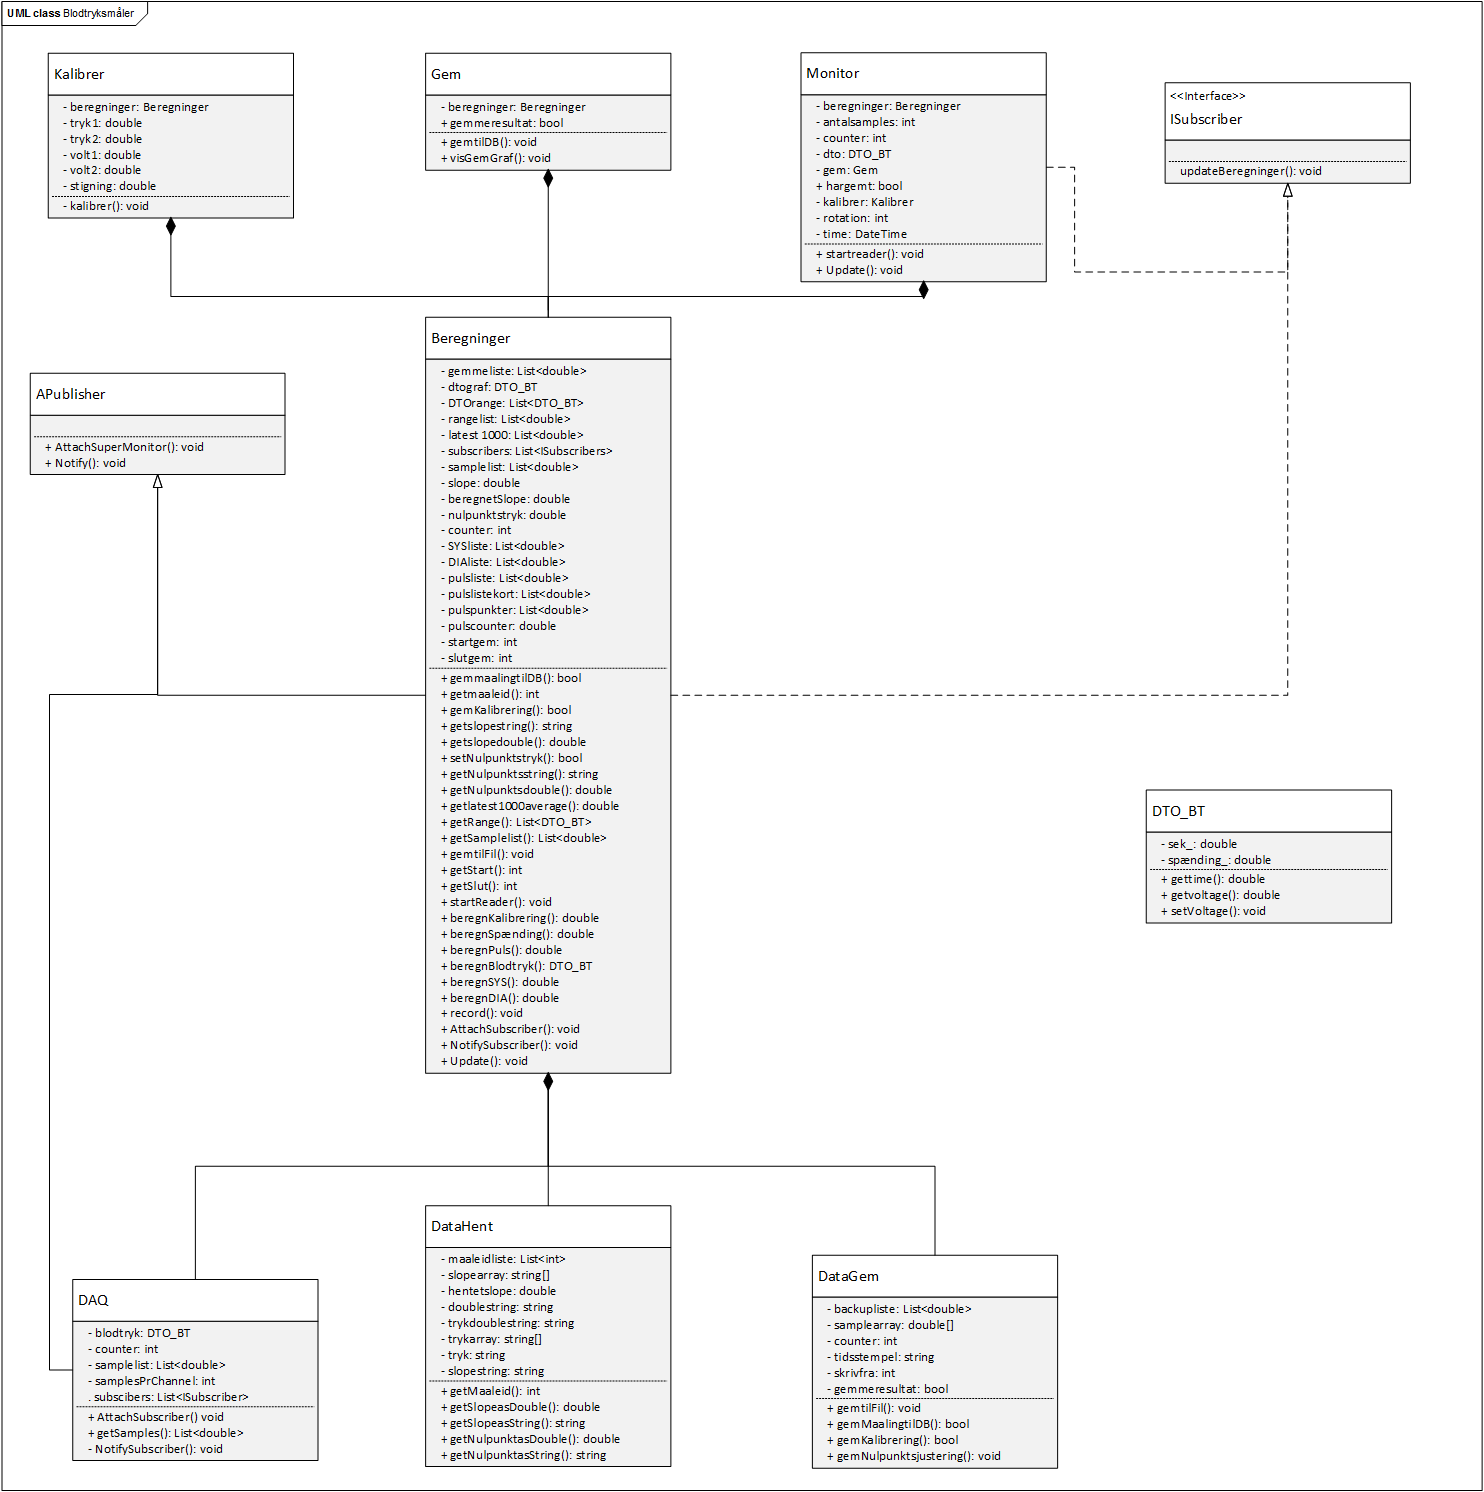 UML class Blodtryksmåler
Kalibrer
- beregninger: Beregninger
- tryk1: double
- tryk2: double
- volt1: double
- volt2: double
- stigning: double
- kalibrer(): void
Gem
- beregninger: Beregninger
+ gemmeresultat: bool
+ gemtilDB(): void
+ visGemGraf(): void
Monitor
- beregninger: Beregninger
- antalsamples: int
- counter: int
- dto: DTO_BT
- gem: Gem
+ hargemt: bool
- kalibrer: Kalibrer
- rotation: int
- time: DateTime
+ startreader(): void
+ Update(): void
<<Interface>>
ISubscriber
updateBeregninger(): void
APublisher
+ AttachSuperMonitor(): void
+ Notify(): void
Beregninger
- gemmeliste: List<double>
- dtograf: DTO_BT
- DTOrange: List<DTO_BT>
- rangelist: List<double>
- latest 1000: List<double>
- subscribers: List<ISubscribers>
- samplelist: List<double>
- slope: double
- beregnetSlope: double
- nulpunktstryk: double
- counter: int
- SYSliste: List<double>
- DIAliste: List<double>
- pulsliste: List<double>
- pulslistekort: List<double>
- pulspunkter: List<double>
- pulscounter: double
- startgem: int
- slutgem: int
+ gemmaalingtilDB(): bool
+ getmaaleid(): int
+ gemKalibrering(): bool
+ getslopestring(): string
+ getslopedouble(): double
+ setNulpunktstryk(): bool
+ getNulpunktsstring(): string
+ getNulpunktsdouble(): double
+ getlatest1000average(): double
+ getRange(): List<DTO_BT>
+ getSamplelist(): List<double>
+ gemtilFil(): void
+ getStart(): int
+ getSlut(): int
+ startReader(): void
+ beregnKalibrering(): double
+ beregnSpænding(): double
+ beregnPuls(): double
+ beregnBlodtryk(): DTO_BT
+ beregnSYS(): double
+ beregnDIA(): double
+ record(): void
+ AttachSubscriber(): void
+ NotifySubscriber(): void
+ Update(): void
DTO_BT
- sek_: double
- spænding_: double
+ gettime(): double
+ getvoltage(): double
+ setVoltage(): void
DAQ
- blodtryk: DTO_BT
- counter: int
- samplelist: List<double>
- samplesPrChannel: int
. subscibers: List<ISubscriber>
+ AttachSubscriber() void
+ getSamples(): List<double>
- NotifySubscriber(): void
DataHent
- maaleidliste: List<int>
- slopearray: string[]
- hentetslope: double
- doublestring: string
- trykdoublestring: string
- trykarray: string[]
- tryk: string
- slopestring: string
+ getMaaleid(): int
+ getSlopeasDouble(): double
+ getSlopeasString(): string
+ getNulpunktasDouble(): double
+ getNulpunktasString(): string
DataGem
- backupliste: List<double>
- samplearray: double[]
- counter: int
- tidsstempel: string
- skrivfra: int
- gemmeresultat: bool
+ gemtilFil(): void
+ gemMaalingtilDB(): bool
+ gemKalibrering(): bool
+ gemNulpunktsjustering(): void